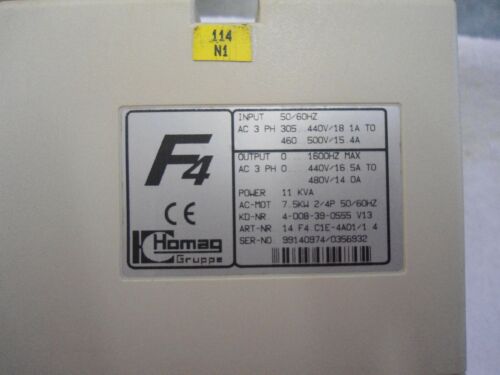 114
N1
F4
CE
Homag
Gruppe
INPUT 50/60HZ
AC 3 PH 305...440V/18.1A TO
460...500V/15.4A
OUTPUT 0...1600HZ MAX
AC 3 PH 0...440V/16.5A TO
480V/14.0A
POWER 11 KVA
AC-MOT 7.5KW 2/4P 50/60HZ
KD-NR. 4-008-39-0555 V13
ART-NR 14.F4.C1E-4A01/1.4
SER-NO. 99140974/0356932